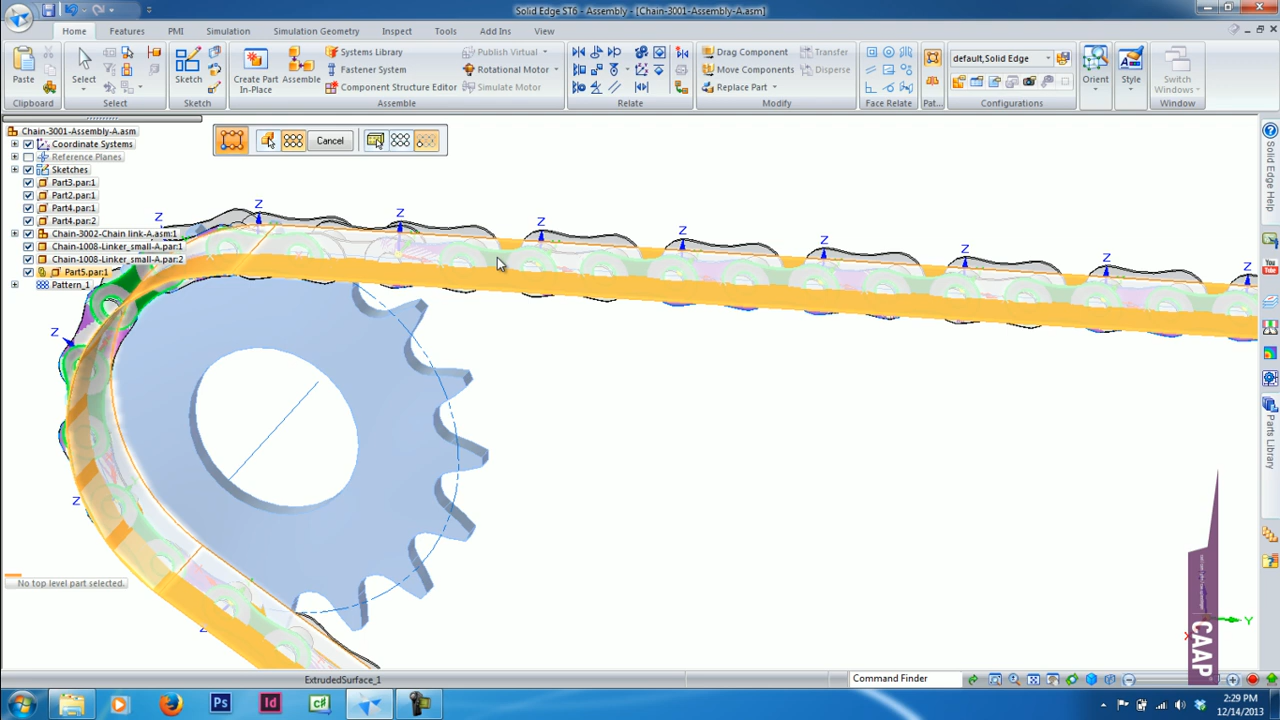 Solid Edge ST6 - Assembly - [Chain-3001-Assembly-A.asm]
Home Features PMI Simulation Simulation Geometry Inspect Tools Add Ins View
Paste
Clipboard
Select
Select
Sketch
Sketch
Create Part In-Place
Assembly
Systems Library
Fastener System
Component Structure Editor
Publish Virtual
Rotational Motor
Simulate Motor
Assemble
Relate
Drag Component
Move Components
Replace Part
Transfer
Disperse
Modify
Face Relate
Pat...
default,Solid Edge
Configurations
Orient
Style
Switch Windows
Window
Cancel
Chain-3001-Assembly-A.asm
Coordinate Systems
Reference Planes
Sketches
Part3.par:1
Part2.par:1
Part4.par:1
Part4.par:2
Chain-3002-Chain link-A.asm:1
Chain-1008-Linker_small-A.par:1
Chain-1008-Linker_small-A.par:2
Part5.par:1
Pattern_1
Z
Z
Z
Z
Z
Z
Z
Z
Z
Z
Z
Z
No top level part selected.
Solid Edge Help
You Tube
Parts Library
CAAP
X
Y
ExtrudedSurface_1
Command Finder
Ps
Id
C#
2:29 PM
12/14/2013